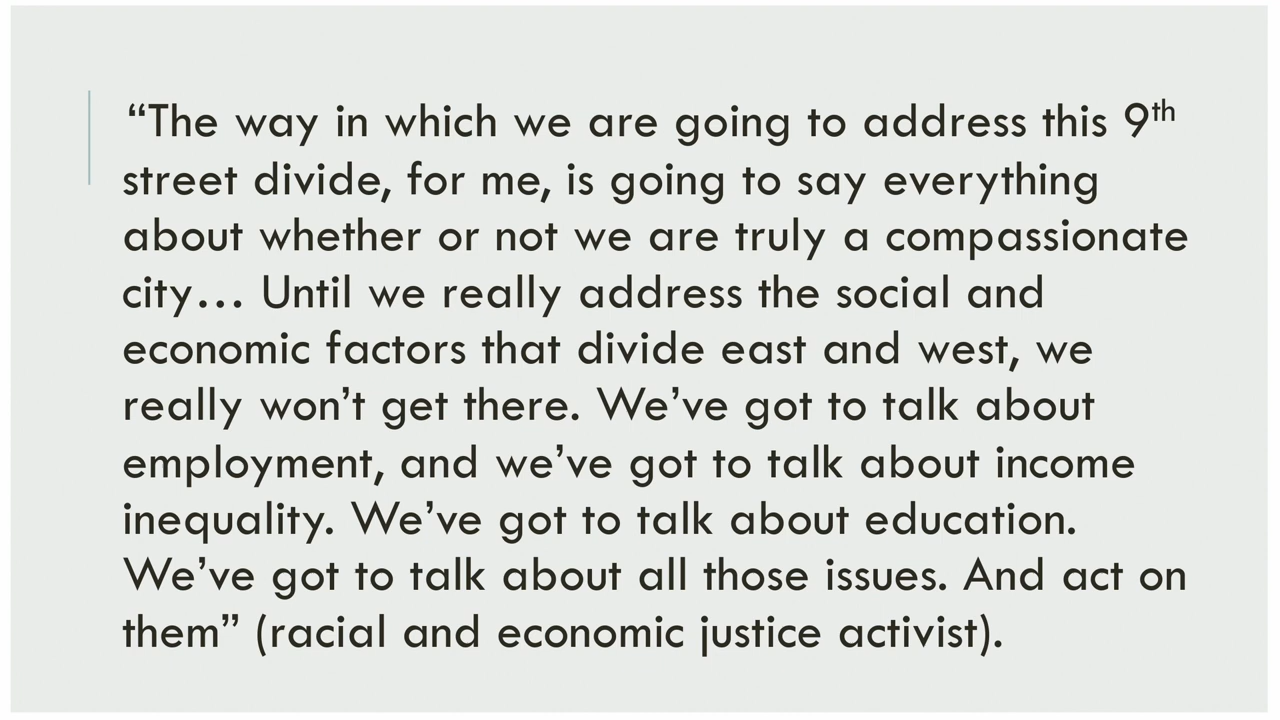 “The way in which we are going to address this 9th
street divide, for me, is going to say everything
about whether or not we are truly a compassionate
city… Until we really address the social and
economic factors that divide east and west, we
really won’t get there. We’ve got to talk about
employment, and we’ve got to talk about income
inequality. We’ve got to talk about education.
We’ve got to talk about all those issues. And act on
them” (racial and economic justice activist).